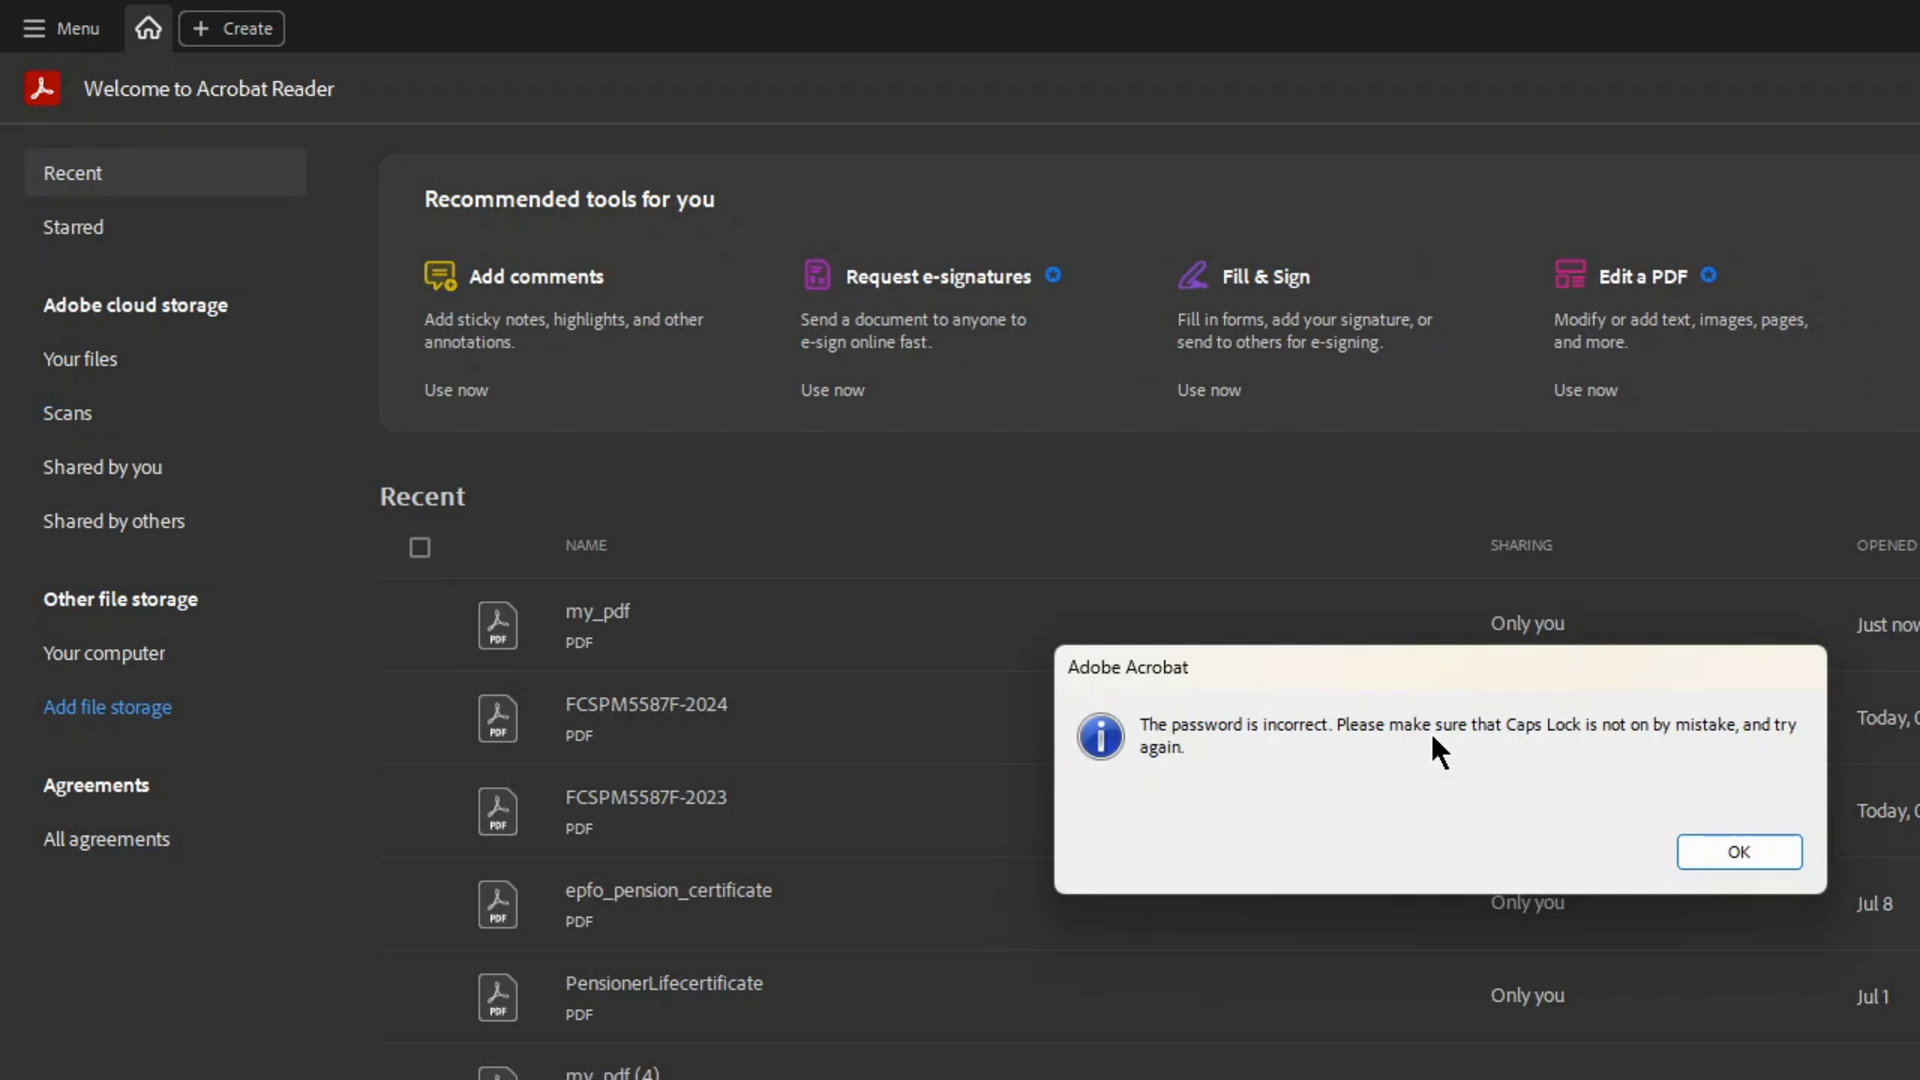 Menu
Create
Welcome to Acrobat Reader
Recent
Starred
Adobe cloud storage
Your files
Scans
Shared by you
Shared by others
Other file storage
Your computer
Add file storage
Agreements
All agreements
Recommended tools for you
Add comments
Add sticky notes, highlights, and other
annotations.
Use now
Request e-signatures
Send a document to anyone to
e-sign online fast.
Use now
Fill & Sign
Fill in forms, add your signature, or
send to others for e-signing.
Use now
Edit a PDF
Modify or add text, images, pages,
and more.
Use now
Recent
NAME SHARING OPENED
my_pdf
PDF
Only you
Just now
FCSPM5587F-2024
PDF
Today,
FCSPM5587F-2023
PDF
Today,
epfo_pension_certificate
PDF
Only you
Jul 8
PensionerLifecertificate
PDF
Only you
Jul 1
my_pdf (4)
Adobe Acrobat
The password is incorrect. Please make sure that Caps Lock is not on by mistake, and try
again.
OK